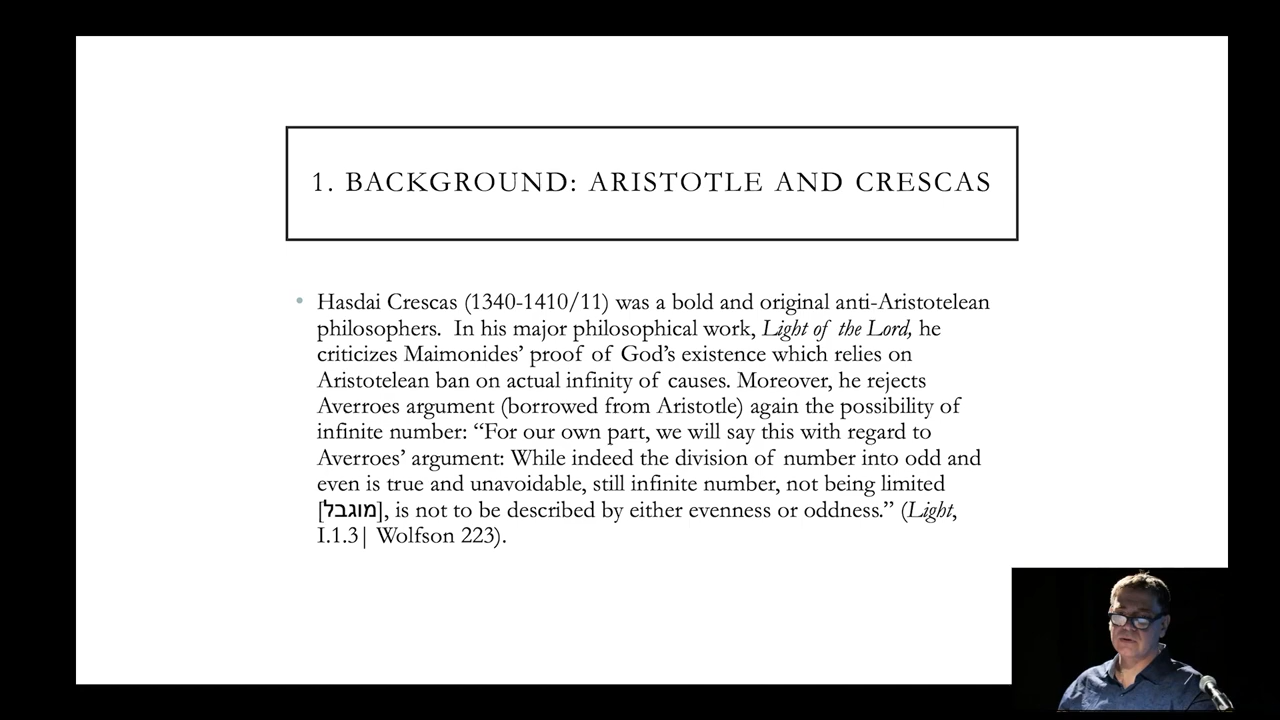 1. BACKGROUND: ARISTOTLE AND CRESCAS
• Hasdai Crescas (1340-1410/11) was a bold and original anti-Aristotelean
philosophers. In his major philosophical work, Light of the Lord, he
criticizes Maimonides’ proof of God’s existence which relies on
Aristotelean ban on actual infinity of causes. Moreover, he rejects
Averroes argument (borrowed from Aristotle) again the possibility of
infinite number: “For our own part, we will say this with regard to
Averroes’ argument: While indeed the division of number into odd and
even is true and unavoidable, still infinite number, not being limited
[מוגבל], is not to be described by either evenness or oddness.” (Light,
I.1.3| Wolfson 223).